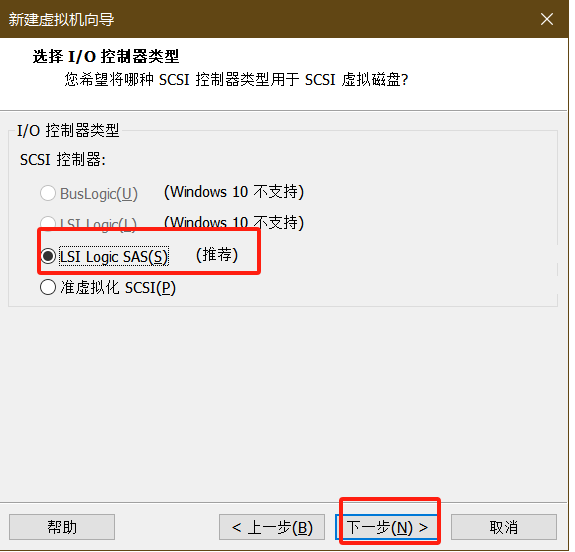 新建虚拟机向导
选择 I/O 控制器类型
您希望将哪种 SCSI 控制器类型用于 SCSI 虚拟磁盘?
I/O 控制器类型
SCSI 控制器:
BusLogic(U) (Windows 10 不支持)
LSI Logic(L) (Windows 10 不支持)
LSI Logic SAS(S) (推荐)
准虚拟化 SCSI(P)
帮助 < 上一步(B) 下一步(N) > 取消